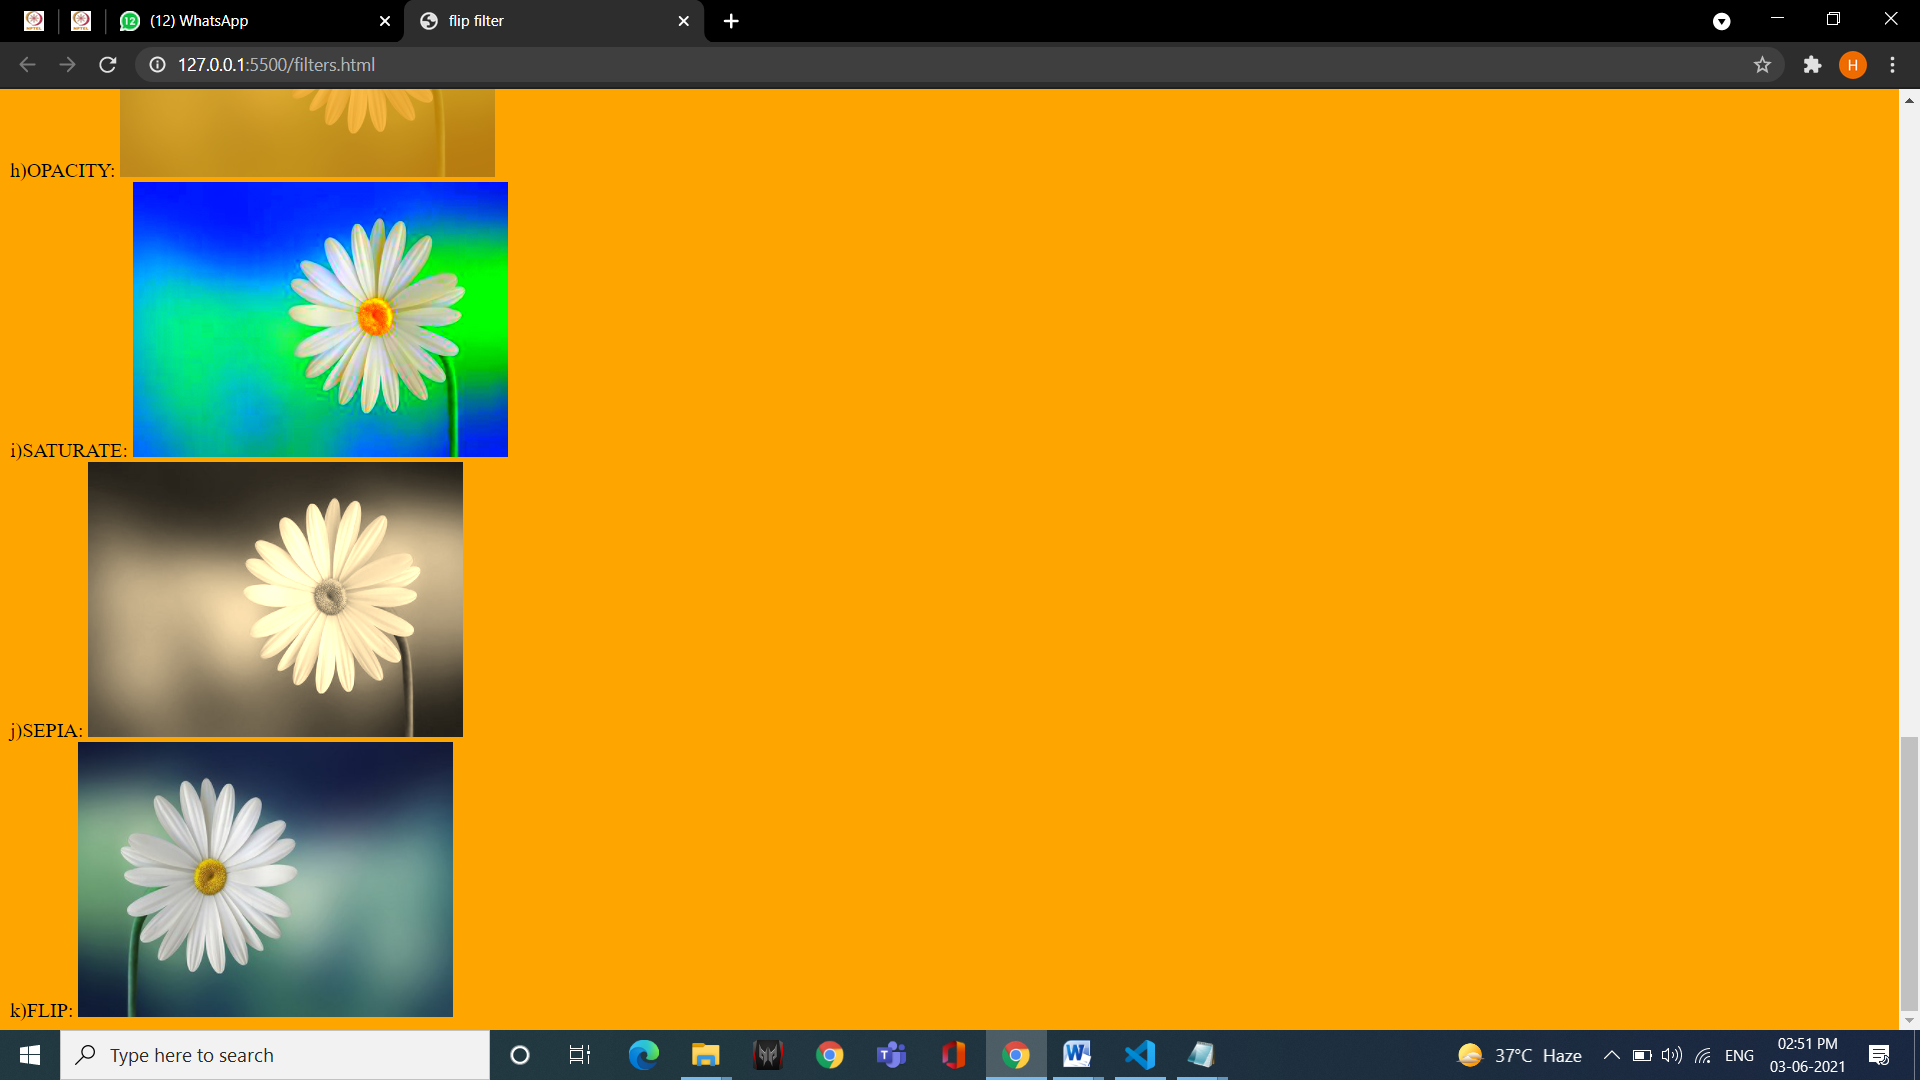 (12) WhatsApp
flip filter
127.0.0.1:5500/filters.html
H
h)OPACITY:
i)SATURATE:
j)SEPIA:
k)FLIP:
Type here to search
37°C Haze
ENG
02:51 PM
03-06-2021